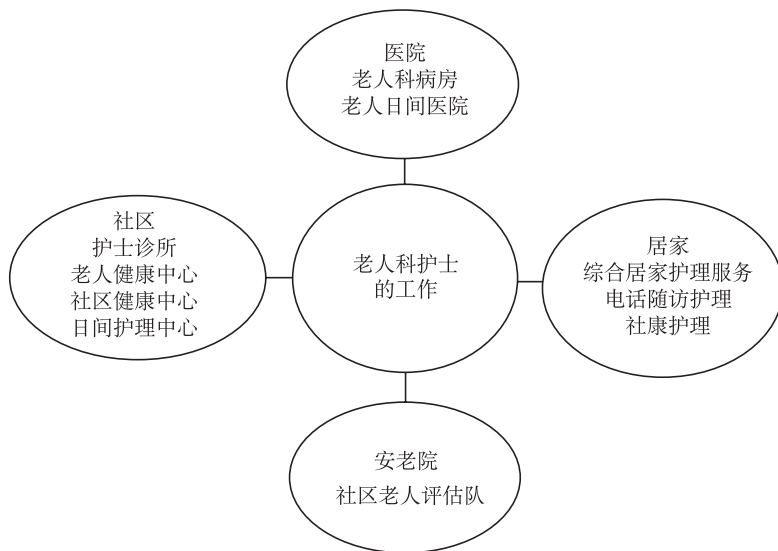 医院
老人科病房
老人日间医院
社区
护士诊所
老人健康中心
社区健康中心
日间护理中心
老人科护士
的工作
居家
综合居家护理服务
电话随访护理
社康护理
安老院
社区老人评估队